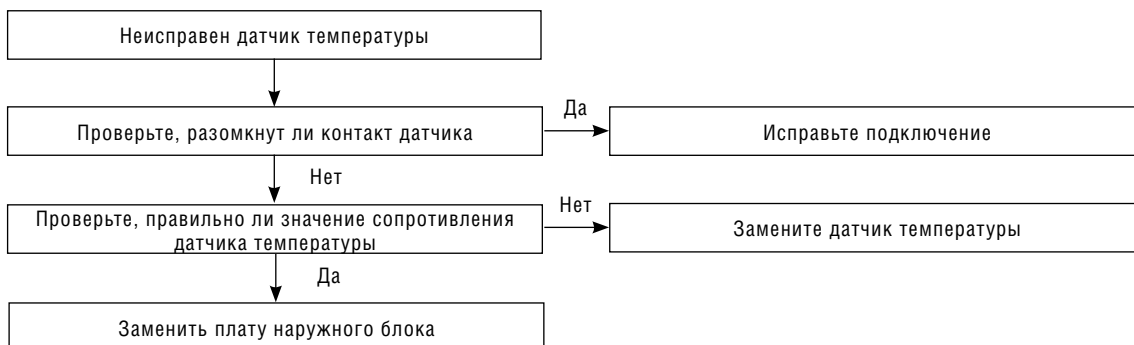 Неисправен датчик температуры
Да
Проверьте, разомкнут ли контакт датчика
Исправьте подключение
Нет
Проверьте, правильно ли значение сопротивления
датчика температуры
Нет
Замените датчик температуры
Да
Заменить плату наружного блока